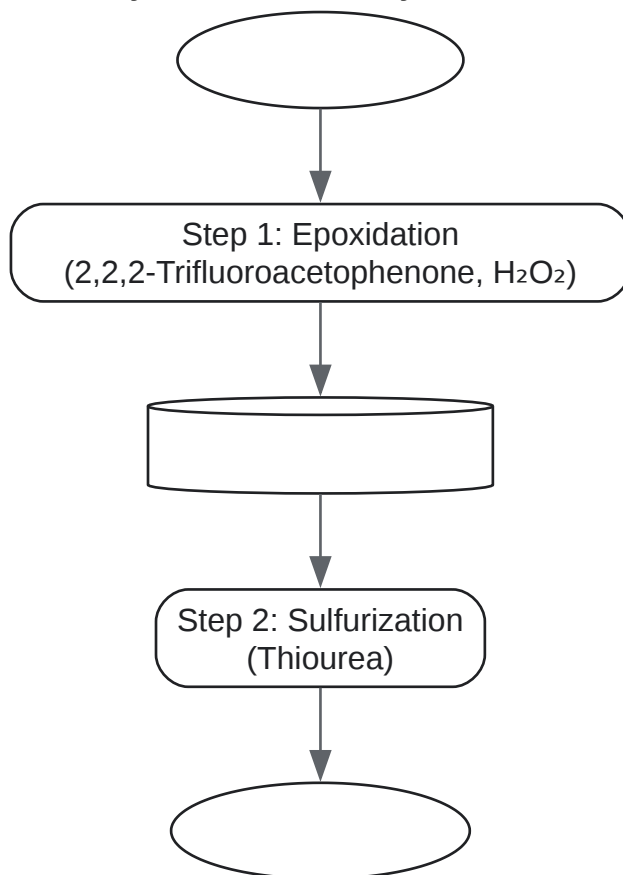 Step 1: Epoxidation
(2,2,2-Trifluoroacetophenone, H₂O₂)
Step 2: Sulfurization
(Thiourea)